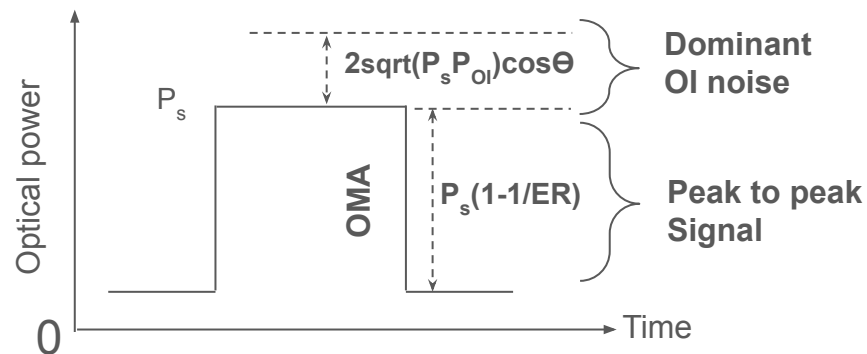 Dominant
OI noise
2sqrt(PₛP_OI)cosΘ
Pₛ
Optical power
OMA
Pₛ(1-1/ER)
Peak to peak
Signal
0
Time